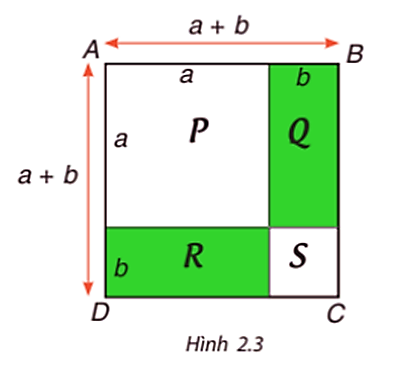 a + b
A B
a b
a P Q
a + b
b R S
D C
Hình 2.3